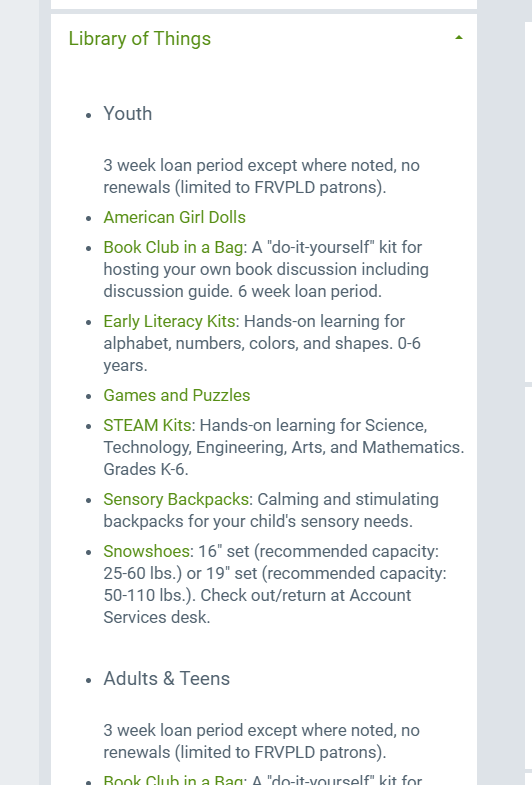 Library of Things
Youth
3 week loan period except where noted, no
renewals (limited to FRVPLD patrons).
American Girl Dolls
Book Club in a Bag: A "do-it-yourself" kit for
hosting your own book discussion including
discussion guide. 6 week loan period.
Early Literacy Kits: Hands-on learning for
alphabet, numbers, colors, and shapes. 0-6
years.
Games and Puzzles
STEAM Kits: Hands-on learning for Science,
Technology, Engineering, Arts, and Mathematics.
Grades K-6.
Sensory Backpacks: Calming and stimulating
backpacks for your child's sensory needs.
Snowshoes: 16" set (recommended capacity:
25-60 lbs.) or 19" set (recommended capacity:
50-110 lbs.). Check out/return at Account
Services desk.
Adults & Teens
3 week loan period except where noted, no
renewals (limited to FRVPLD patrons).
Book Club in a Bag: A "do-it-yourself" kit for